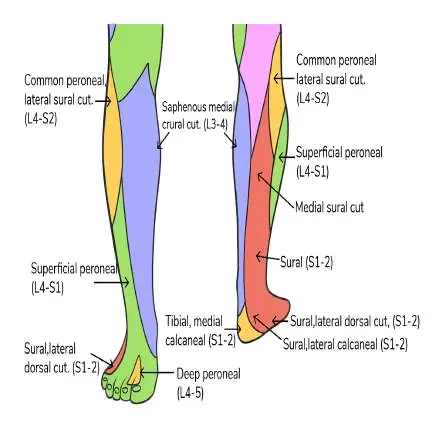 Common peroneal,
lateral sural cut.
(L4-S2)
Saphenous medial
crural cut. (L3-4)
Common peroneal
lateral sural cut.
(L4-S2)
Superficial peroneal
(L4-S1)
Medial sural cut
Sural (S1-2)
Superficial peroneal
(L4-S1)
Tibial, medial
calcaneal (S1-2)
Sural,lateral dorsal cut, (S1-2)
Sural,lateral calcaneal (S1-2)
Sural,lateral
dorsal cut. (S1-2)
Deep peroneal
(L4-5)